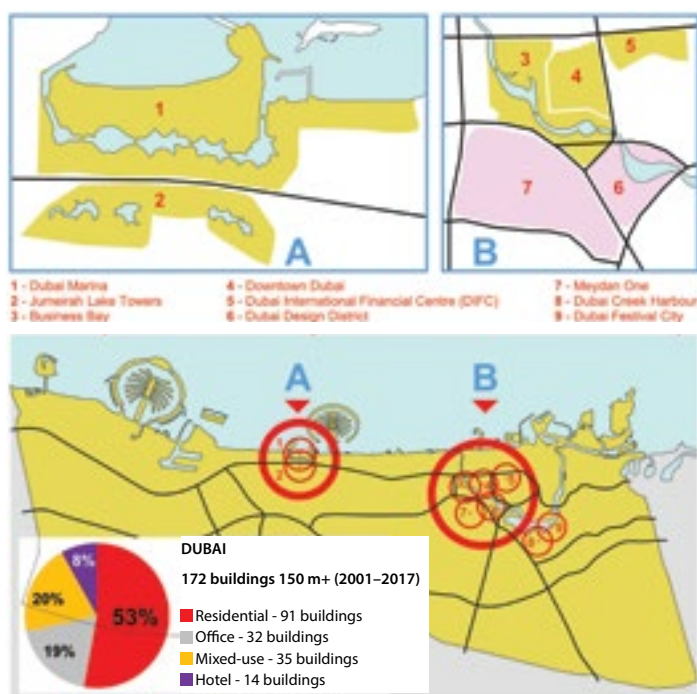 1
2
A
3
4
5
7
6
B
1 - Dubai Marina
2 - Jumeirah Lake Towers
3 - Business Bay
4 - Downtown Dubai
5 - Dubai International Financial Centre (DIFC)
6 - Dubai Design District
7 - Meydan One
8 - Dubai Creek Harbour
9 - Dubai Festival City
A
B
2
7
8%
20%
53%
19%
DUBAI
172 buildings 150 m+ (2001–2017)
Residential - 91 buildings
Office - 32 buildings
Mixed-use - 35 buildings
Hotel - 14 buildings